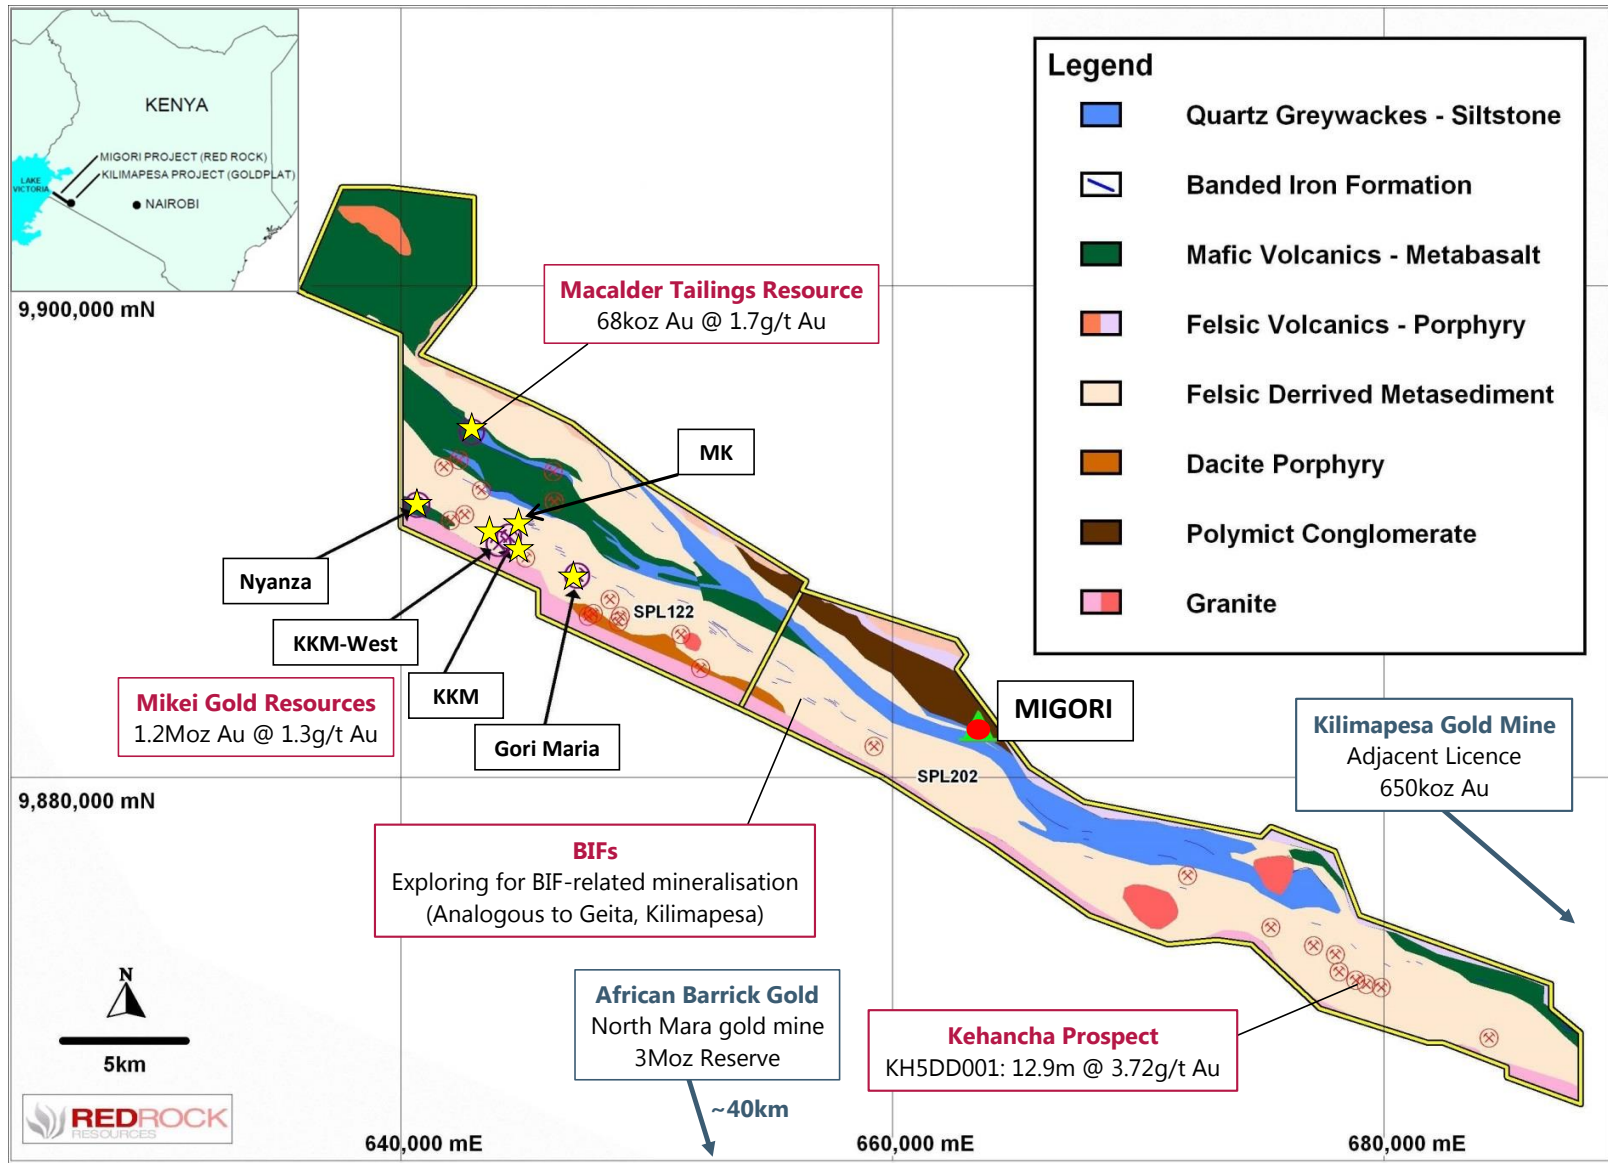 KENYA
MIGORI PROJECT (RED ROCK)
KILIMAPESA PROJECT (GOLDPLAT)
LAKE
VICTORIA
NAIROBI
Legend
Quartz Greywackes - Siltstone
Banded Iron Formation
Mafic Volcanics - Metabasalt
Felsic Volcanics - Porphyry
Felsic Derrived Metasediment
Dacite Porphyry
Polymict Conglomerate
Granite
9,900,000 mN
Macalder Tailings Resource
68koz Au @ 1.7g/t Au
MK
Nyanza
KKM-West
KKM
Gori Maria
SPL122
Mikei Gold Resources
1.2Moz Au @ 1.3g/t Au
MIGORI
SPL202
Kilimapesa Gold Mine
Adjacent Licence
650koz Au
9,880,000 mN
BIFs
Exploring for BIF-related mineralisation
(Analogous to Geita, Kilimapesa)
African Barrick Gold
North Mara gold mine
3Moz Reserve
~40km
Kehancha Prospect
KH5DD001: 12.9m @ 3.72g/t Au
N
5km
REDROCK
RESOURCES
640,000 mE
660,000 mE
680,000 mE